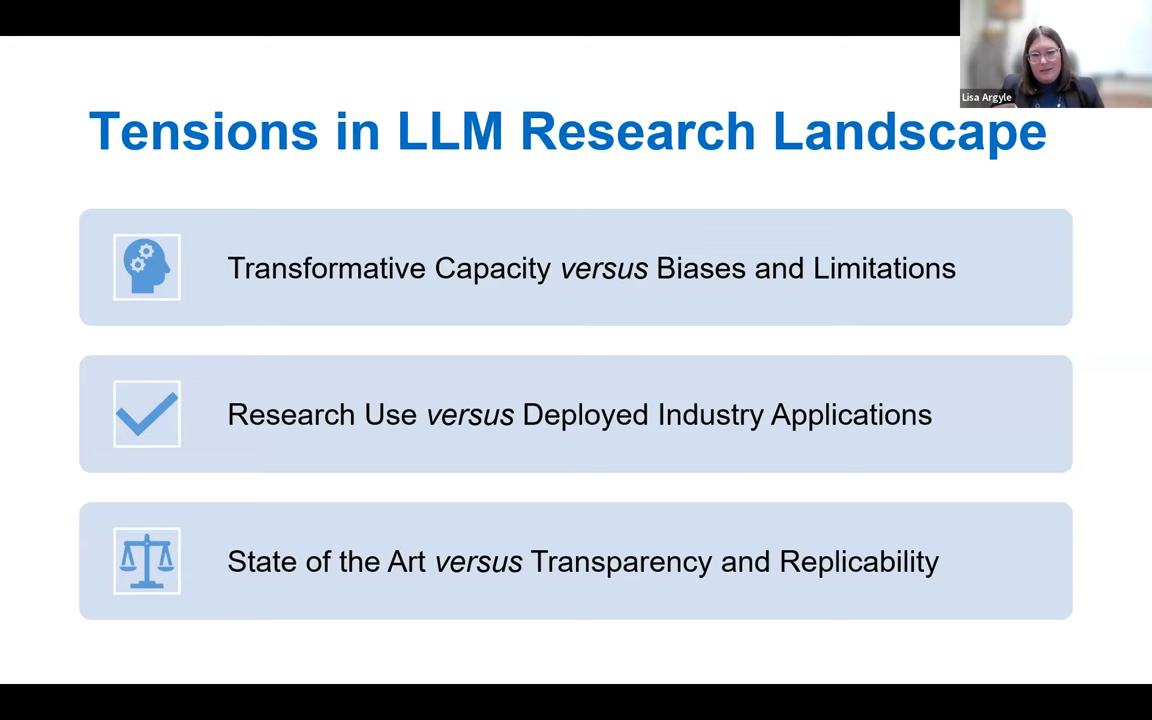 Lisa Argyle
Tensions in LLM Research Landscape
Transformative Capacity versus Biases and Limitations
Research Use versus Deployed Industry Applications
State of the Art versus Transparency and Replicability